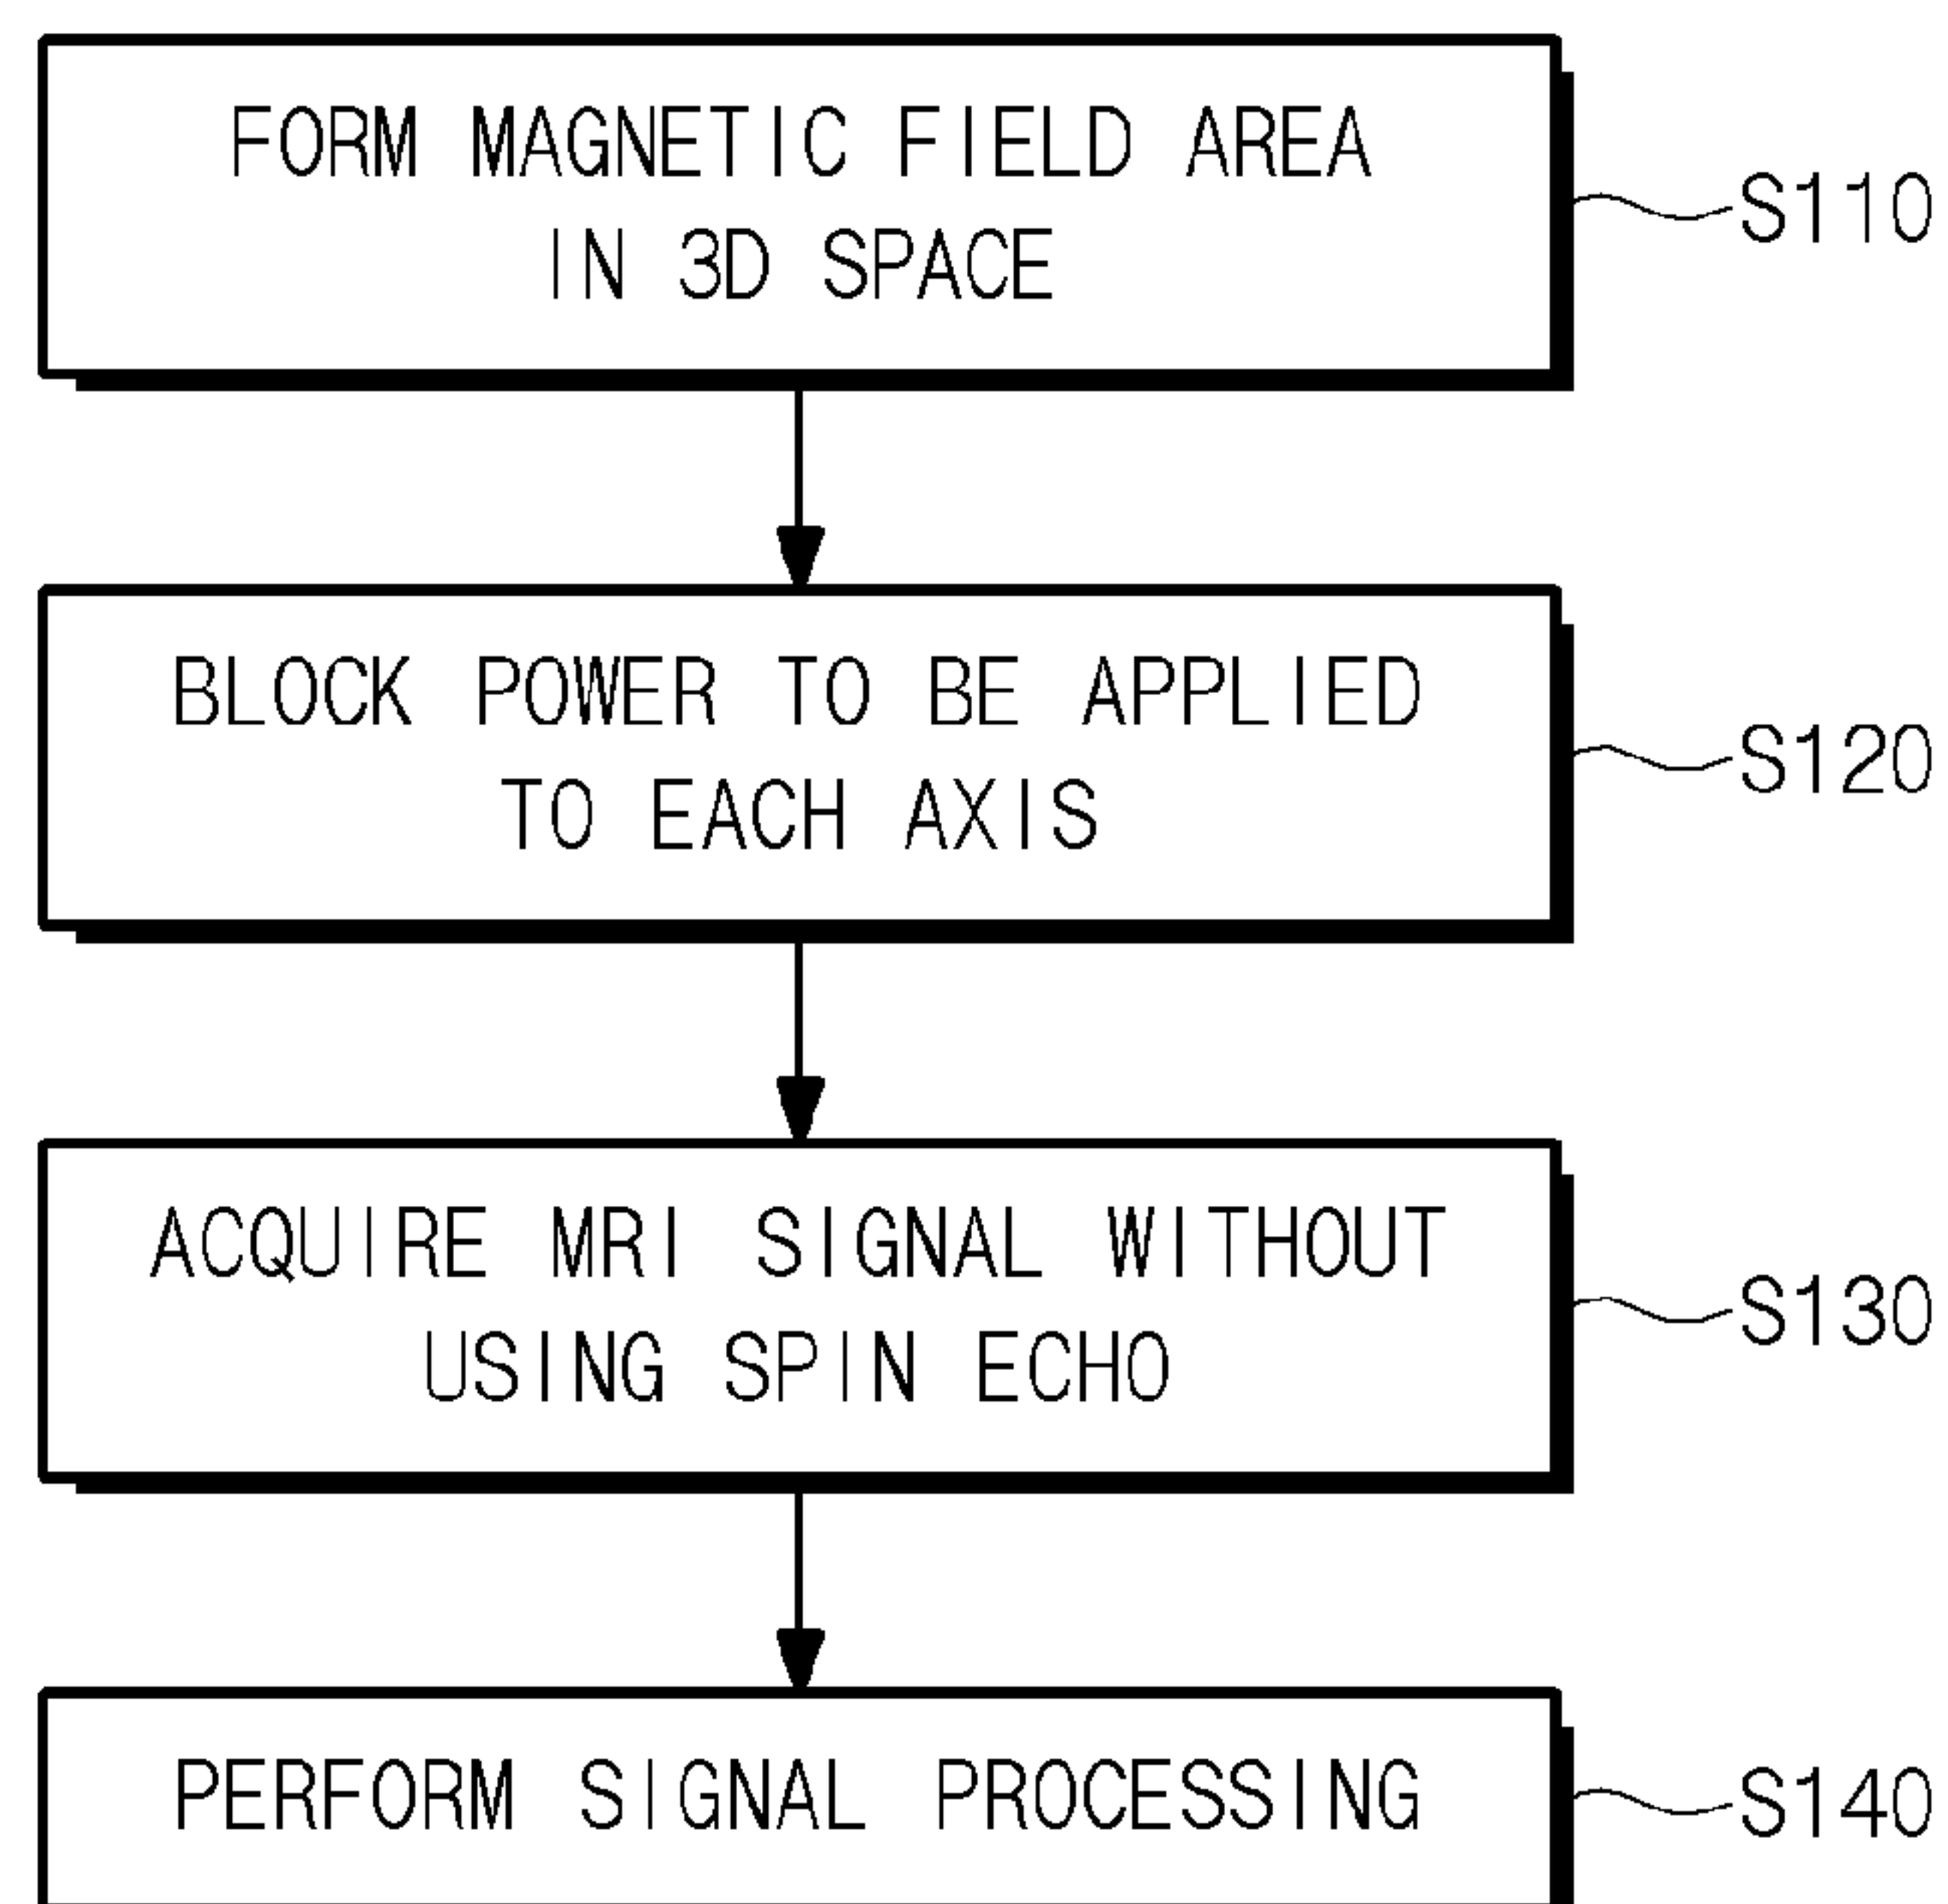 FORM MAGNETIC FIELD AREA
IN 3D SPACE
S110
BLOCK POWER TO BE APPLIED
TO EACH AXIS
S120
ACQUIRE MRI SIGNAL WITHOUT
USING SPIN ECHO
S130
PERFORM SIGNAL PROCESSING
S140